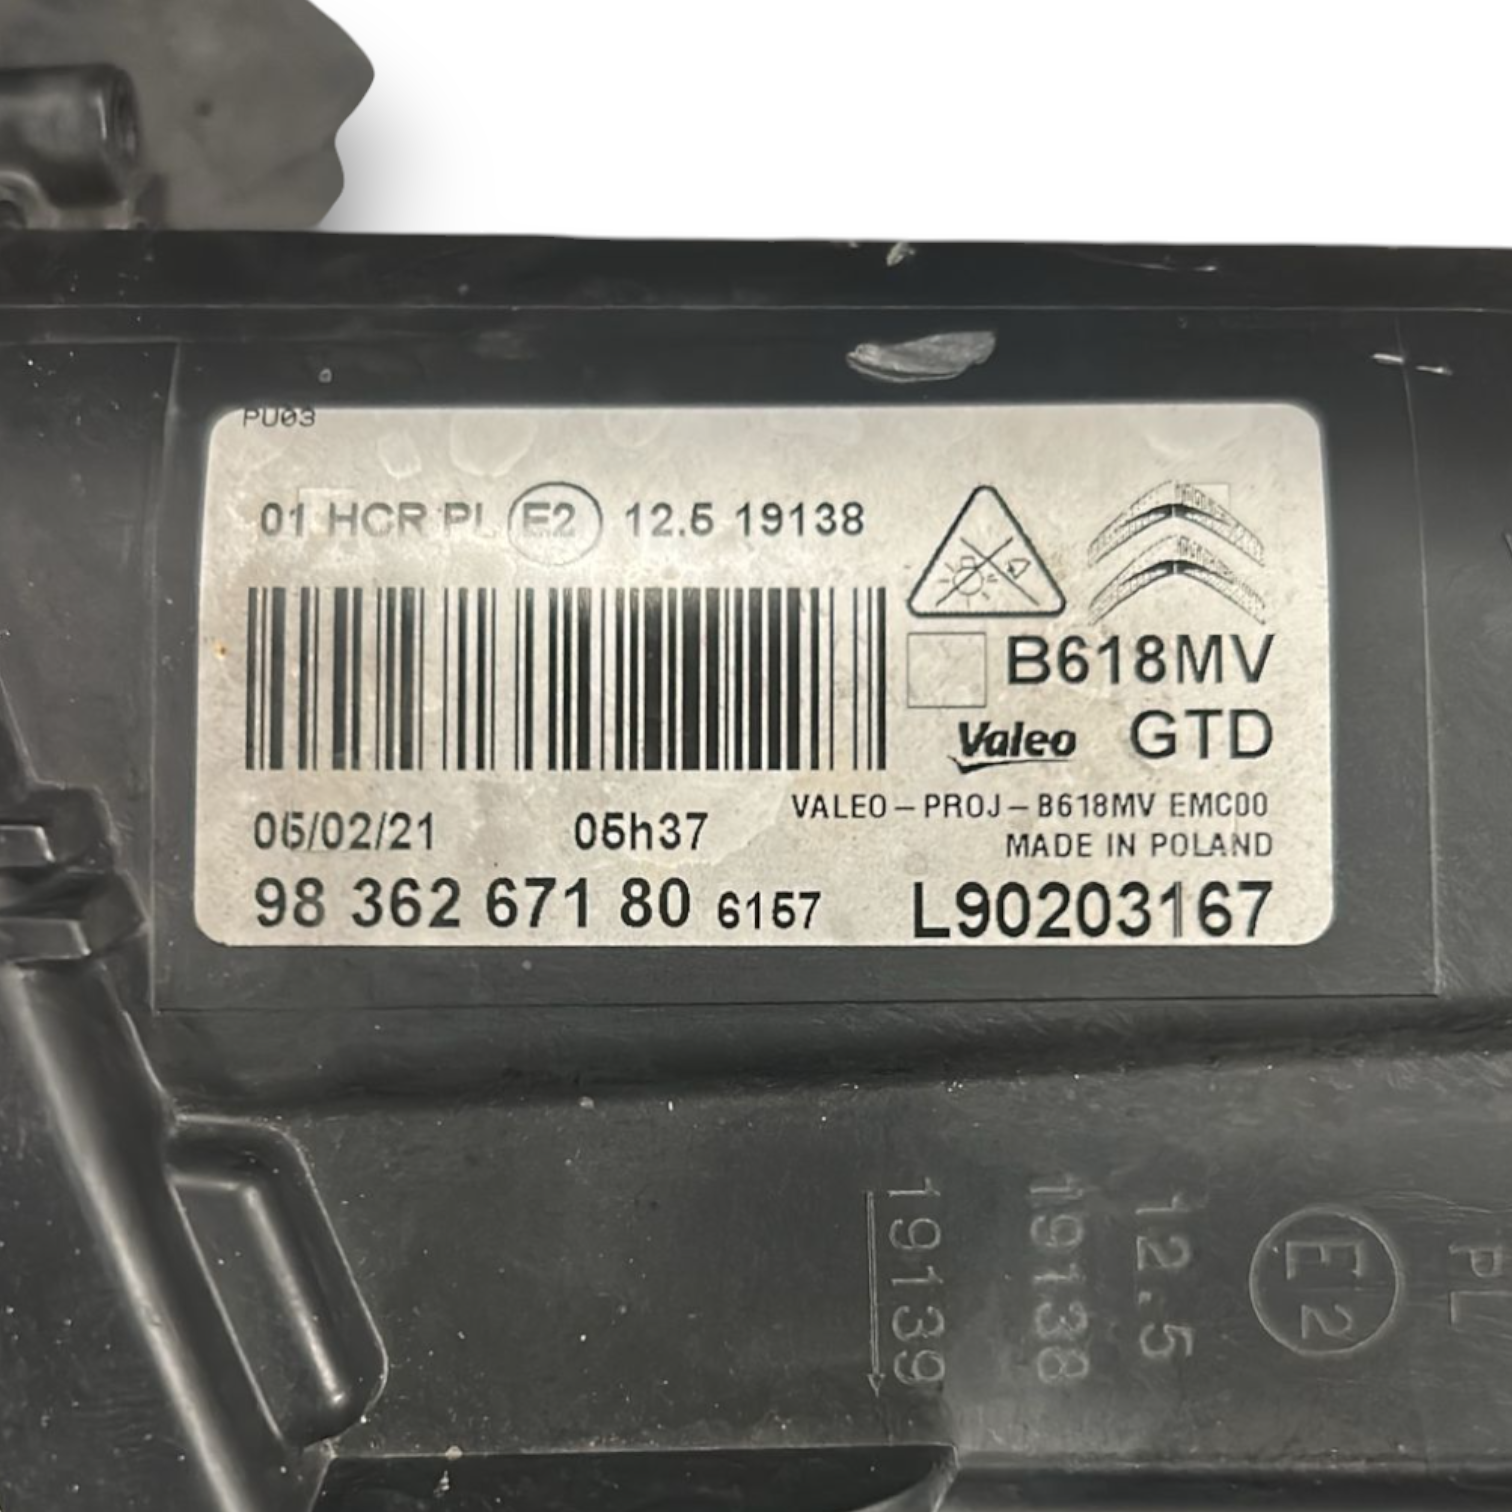 PU03
01 HCR PL E2 12.5 19138
B618MV
Valeo GTD
VALEO-PROJ-B618MV EMC00
05/02/21 05h37
MADE IN POLAND
98 362 671 80 6157 L90203167
19139
19138
12.5
E2
PL